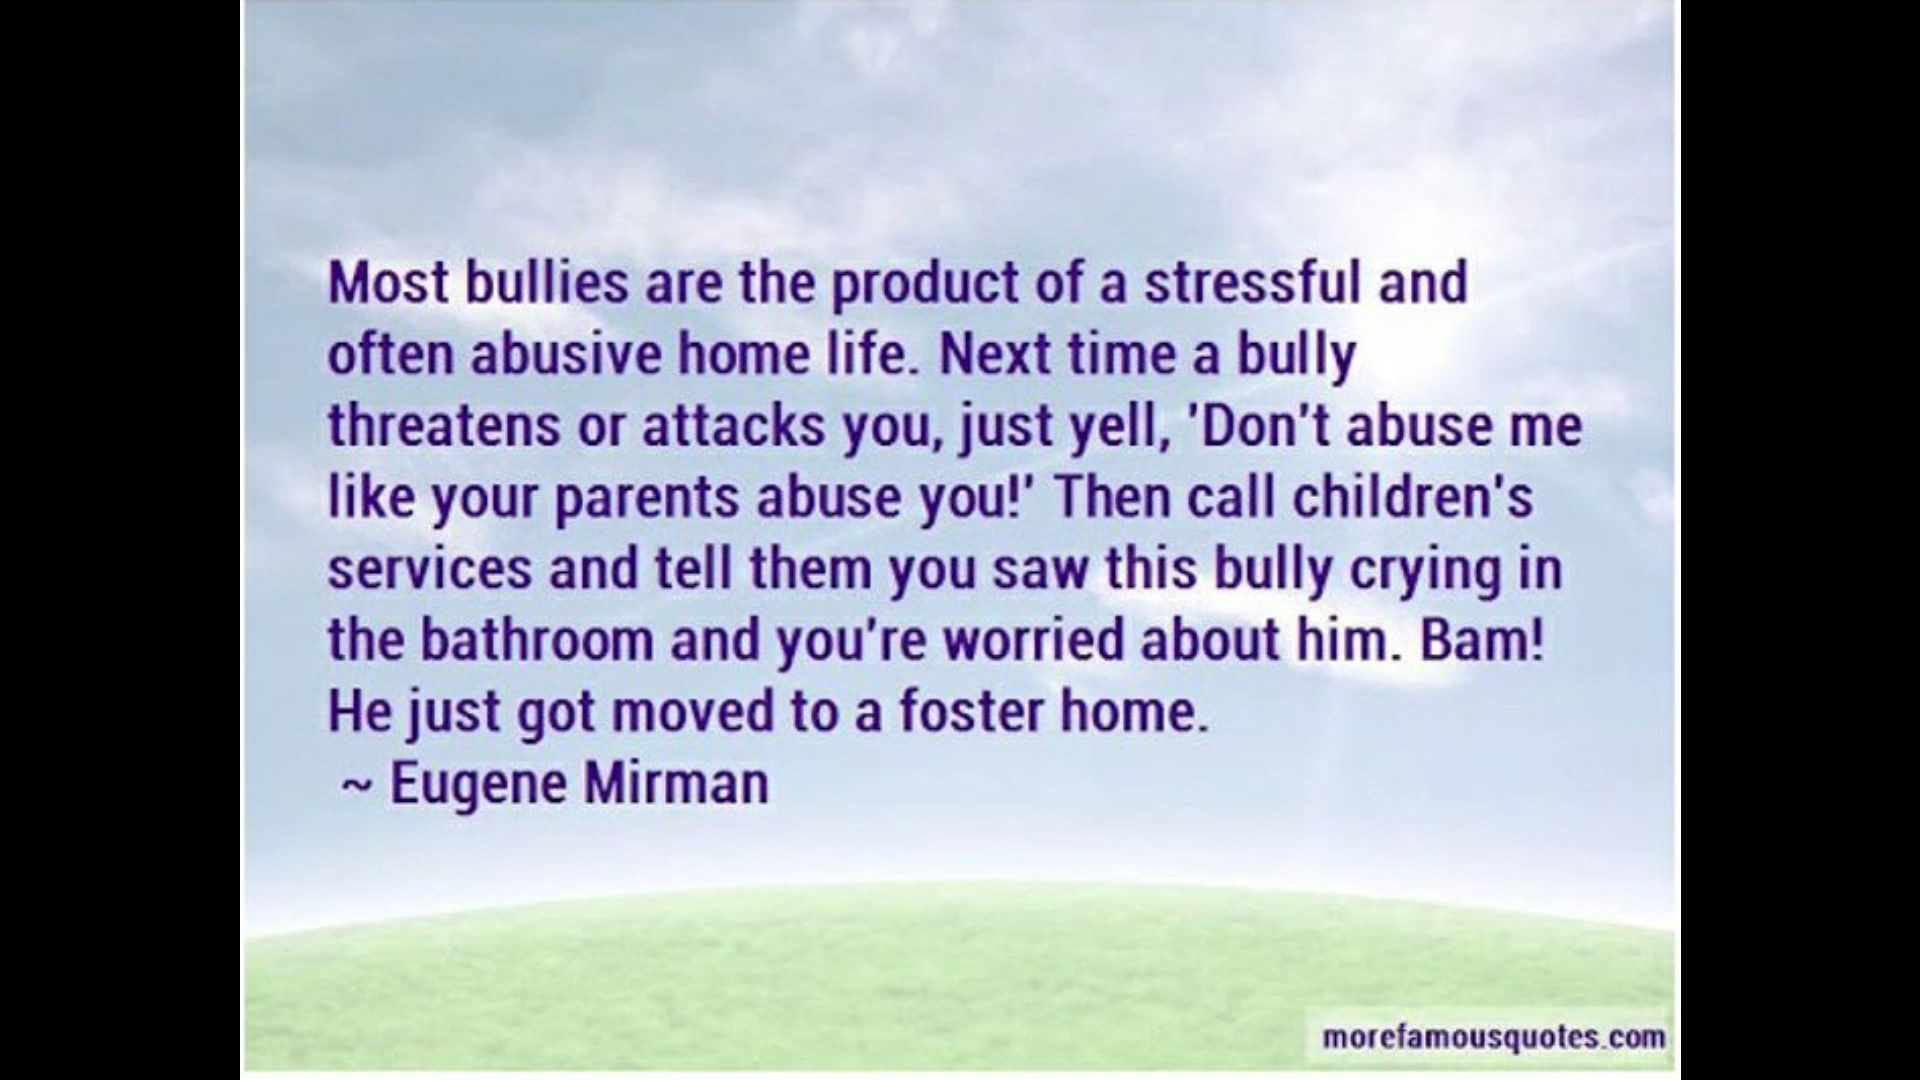 Most bullies are the product of a stressful and
often abusive home life. Next time a bully
threatens or attacks you, just yell, 'Don't abuse me
like your parents abuse you!' Then call children's
services and tell them you saw this bully crying in
the bathroom and you're worried about him. Bam!
He just got moved to a foster home.
~ Eugene Mirman
morefamousquotes.com